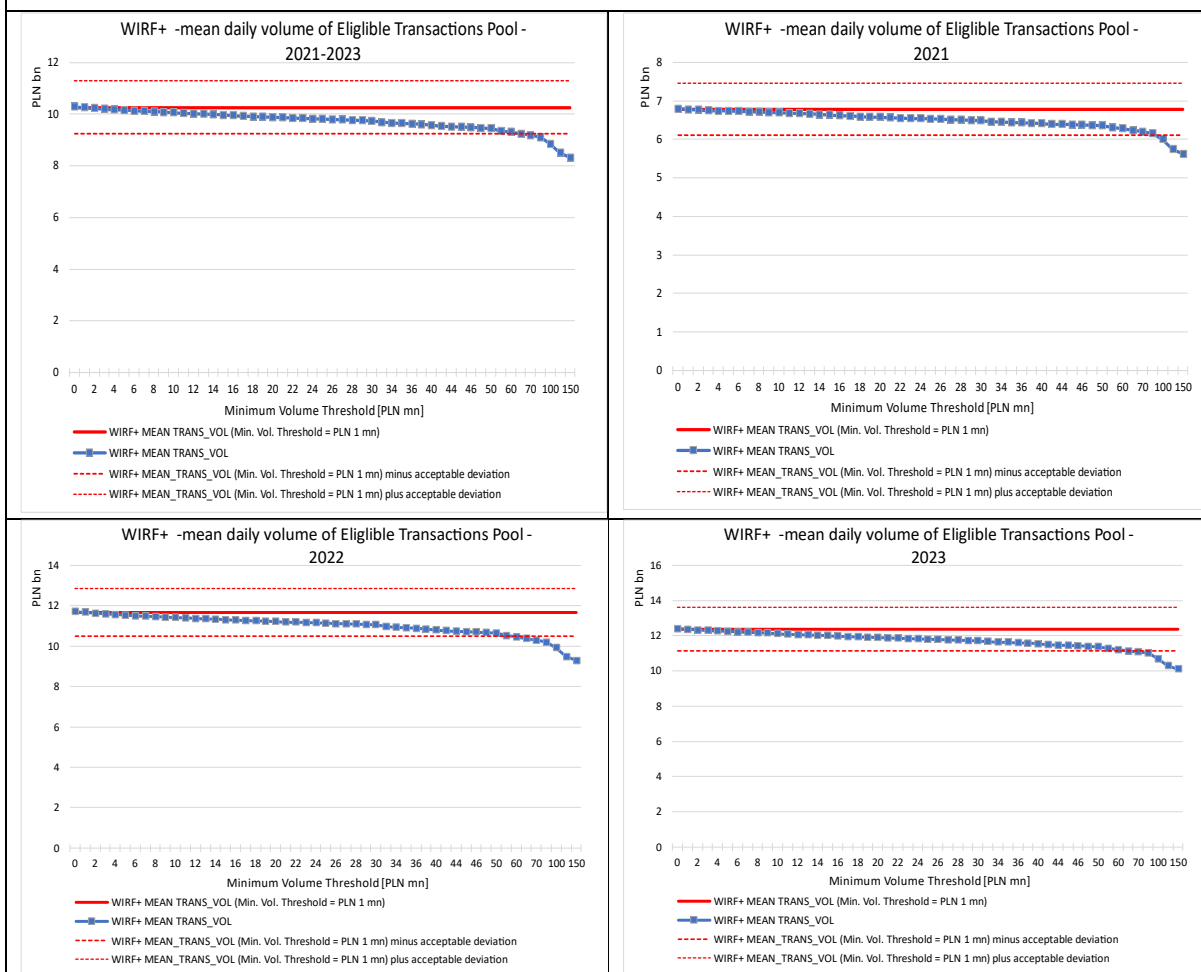 WIRF+ -mean daily volume of Eliglible Transactions Pool -
2021-2023
PLN bn
12
10
8
6
4
2
0
0 2 4 6 8 10 12 14 16 18 20 22 24 26 28 30 34 36 40 44 46 50 60 70 100 150
Minimum Volume Threshold [PLN mn]
WIRF+ MEAN TRANS_VOL (Min. Vol. Threshold = PLN 1 mn)
WIRF+ MEAN TRANS_VOL
WIRF+ MEAN_TRANS_VOL (Min. Vol. Threshold = PLN 1 mn) minus acceptable deviation
WIRF+ MEAN_TRANS_VOL (Min. Vol. Threshold = PLN 1 mn) plus acceptable deviation
WIRF+ -mean daily volume of Eliglible Transactions Pool -
2021
PLN bn
8
7
6
5
4
3
2
1
0
0 2 4 6 8 10 12 14 16 18 20 22 24 26 28 30 34 36 40 44 46 50 60 70 100 150
Minimum Volume Threshold [PLN mn]
WIRF+ MEAN TRANS_VOL (Min. Vol. Threshold = PLN 1 mn)
WIRF+ MEAN TRANS_VOL
WIRF+ MEAN_TRANS_VOL (Min. Vol. Threshold = PLN 1 mn) minus acceptable deviation
WIRF+ MEAN_TRANS_VOL (Min. Vol. Threshold = PLN 1 mn) plus acceptable deviation
WIRF+ -mean daily volume of Eliglible Transactions Pool -
2022
PLN bn
14
12
10
8
6
4
2
0
0 2 4 6 8 10 12 14 16 18 20 22 24 26 28 30 34 36 40 44 46 50 60 70 100 150
Minimum Volume Threshold [PLN mn]
WIRF+ MEAN TRANS_VOL (Min. Vol. Threshold = PLN 1 mn)
WIRF+ MEAN TRANS_VOL
WIRF+ MEAN_TRANS_VOL (Min. Vol. Threshold = PLN 1 mn) minus acceptable deviation
WIRF+ MEAN_TRANS_VOL (Min. Vol. Threshold = PLN 1 mn) plus acceptable deviation
WIRF+ -mean daily volume of Eliglible Transactions Pool -
2023
PLN bn
16
14
12
10
8
6
4
2
0
0 2 4 6 8 10 12 14 16 18 20 22 24 26 28 30 34 36 40 44 46 50 60 70 100 150
Minimum Volume Threshold [PLN mn]
WIRF+ MEAN TRANS_VOL (Min. Vol. Threshold = PLN 1 mn)
WIRF+ MEAN TRANS_VOL
WIRF+ MEAN_TRANS_VOL (Min. Vol. Threshold = PLN 1 mn) minus acceptable deviation
WIRF+ MEAN_TRANS_VOL (Min. Vol. Threshold = PLN 1 mn) plus acceptable deviation